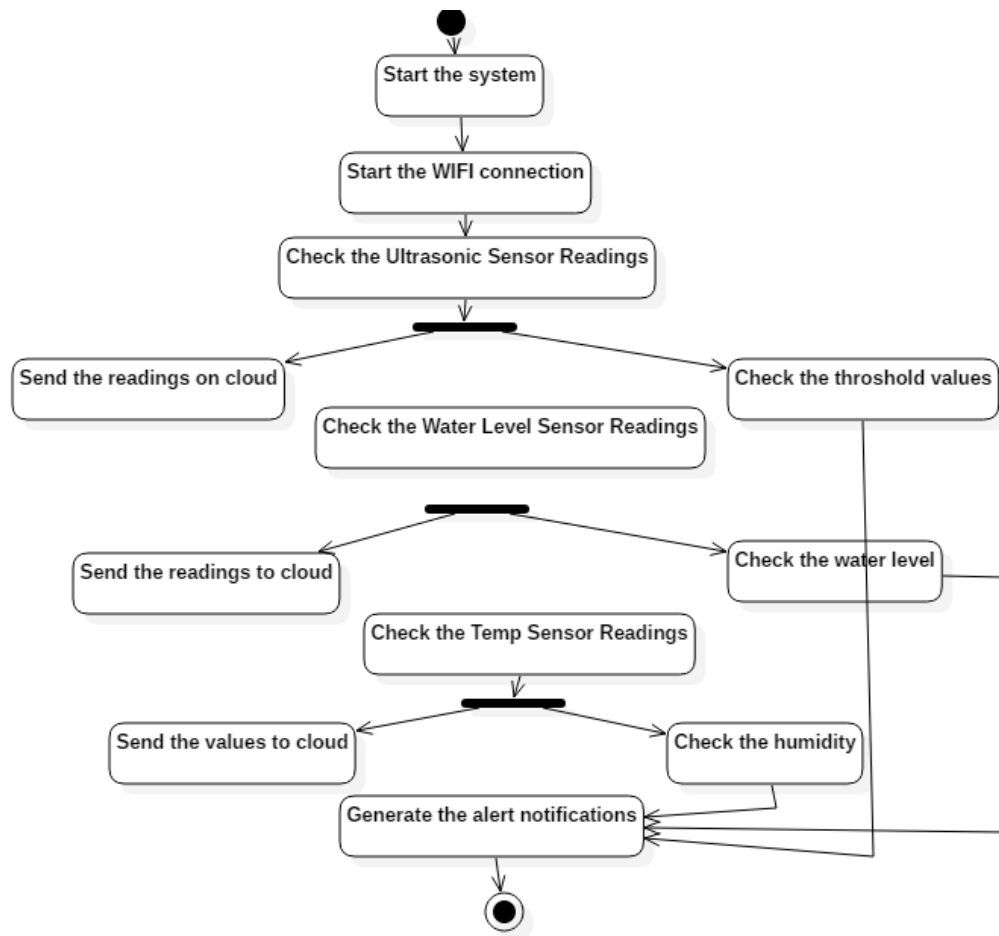 Start the system
Start the WIFI connection
Check the Ultrasonic Sensor Readings
Send the readings on cloud
Check the throshold values
Check the Water Level Sensor Readings
Send the readings to cloud
Check the water level
Check the Temp Sensor Readings
Send the values to cloud
Check the humidity
Generate the alert notifications